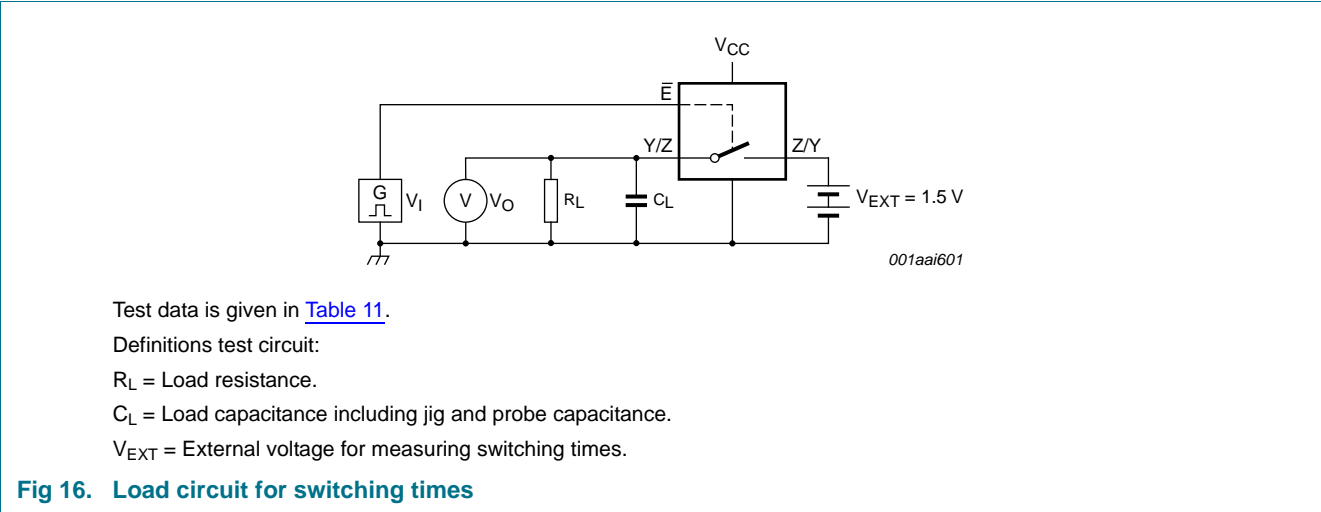 VCC
E̅
Y/Z
Z/Y
G
VI
V
VO
RL
CL
VEXT = 1.5 V
001aai601
Test data is given in Table 11.
Definitions test circuit:
RL = Load resistance.
CL = Load capacitance including jig and probe capacitance.
VEXT = External voltage for measuring switching times.
Fig 16. Load circuit for switching times